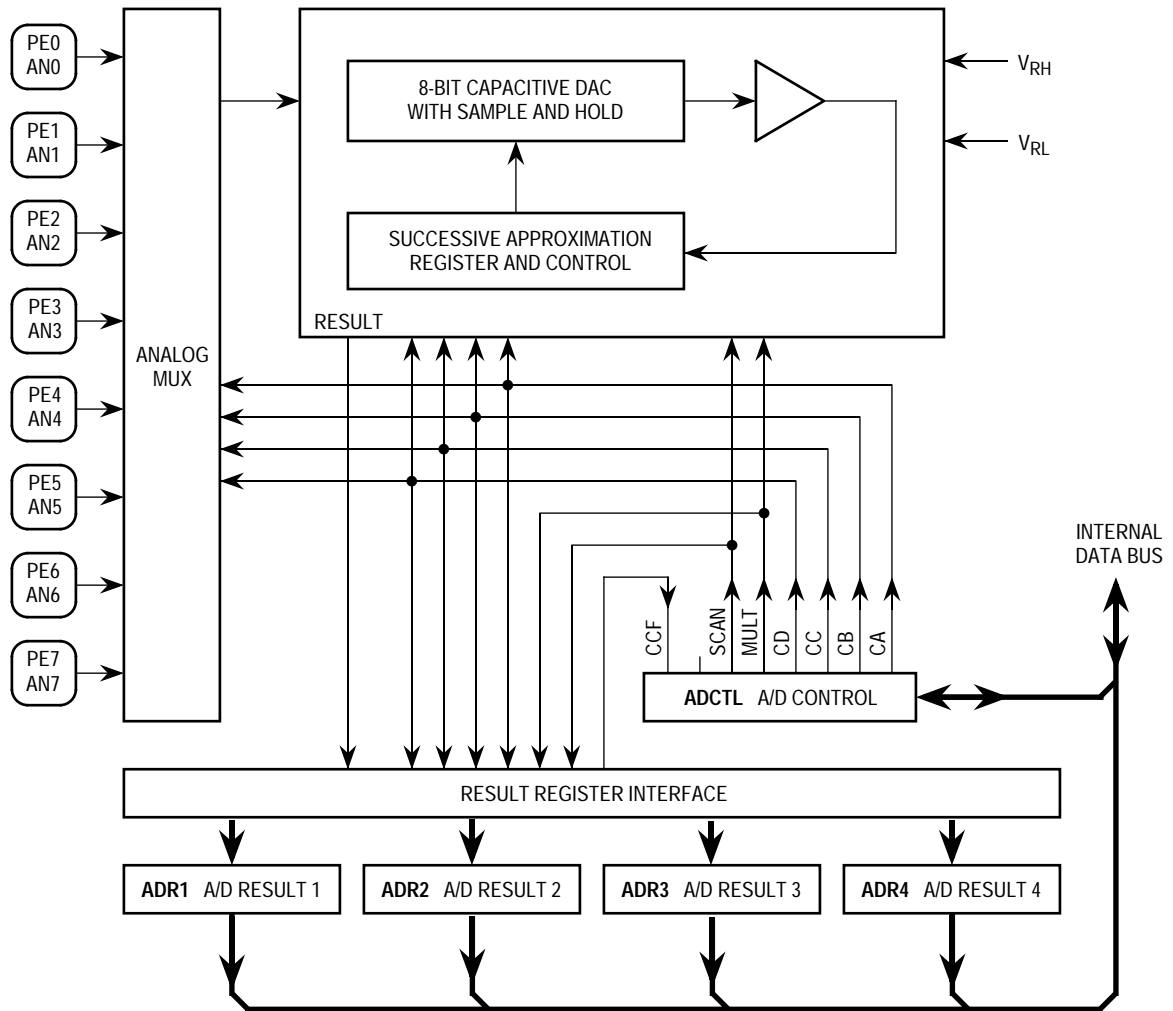 PE0
AN0
PE1
AN1
PE2
AN2
PE3
AN3
PE4
AN4
PE5
AN5
PE6
AN6
PE7
AN7
ANALOG
MUX
8-BIT CAPACITIVE DAC
WITH SAMPLE AND HOLD
SUCCESSIVE APPROXIMATION
REGISTER AND CONTROL
RESULT
VRH
VRL
INTERNAL
DATA BUS
CCF
SCAN
MULT
CD
CC
CB
CA
ADCTL A/D CONTROL
RESULT REGISTER INTERFACE
ADR1 A/D RESULT 1
ADR2 A/D RESULT 2
ADR3 A/D RESULT 3
ADR4 A/D RESULT 4